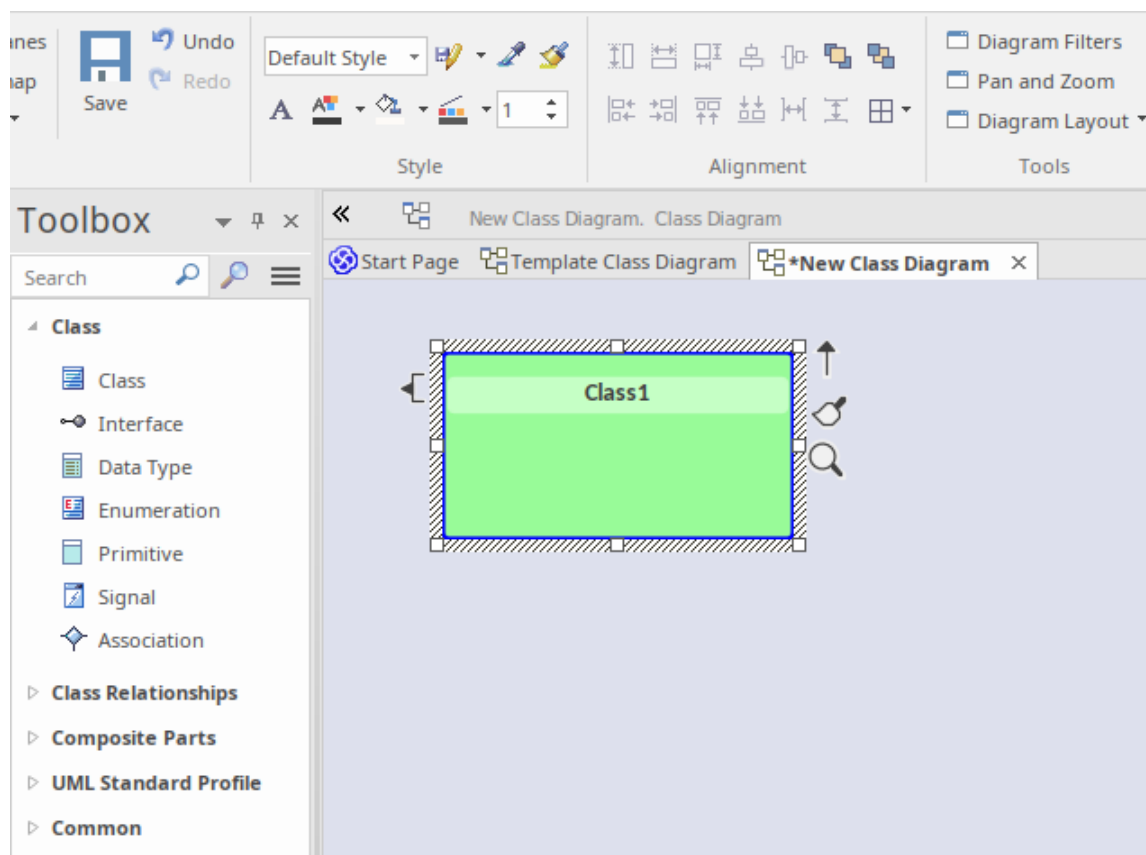 Undo
Redo
Save
Default Style
A
1
Style
Alignment
Diagram Filters
Pan and Zoom
Diagram Layout
Tools
Toolbox
Search
New Class Diagram. Class Diagram
Start Page
Template Class Diagram
*New Class Diagram
Class
Class
Interface
Data Type
Enumeration
Primitive
Signal
Association
Class Relationships
Composite Parts
UML Standard Profile
Common
Class1